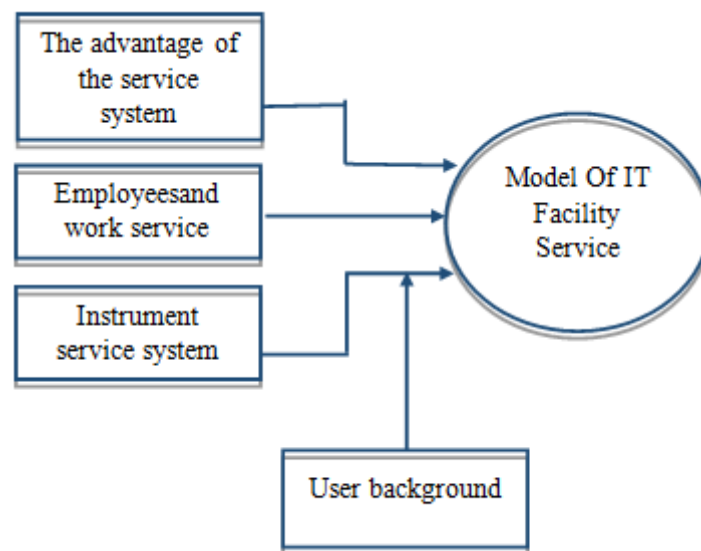 The advantage of
the service
system
Employeesand
work service
Instrument
service system
Model Of IT
Facility
Service
User background